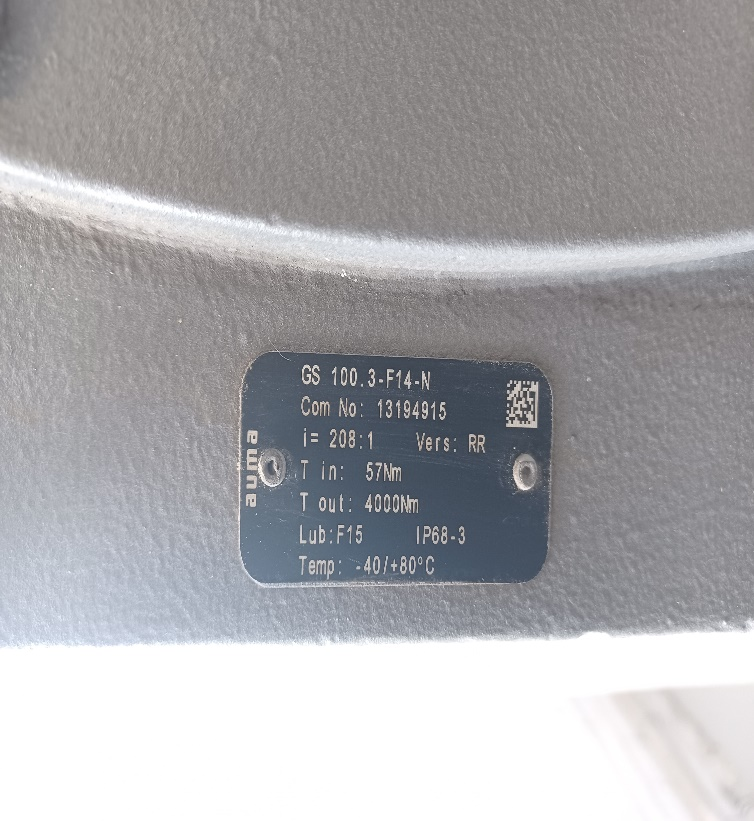 GS 100.3-F14-N
Com No: 13194915
i= 208:1 Vers: RR
T in: 57Nm
T out: 4000Nm
Lub:F15 IP68-3
Temp: -40/+80°C
auma